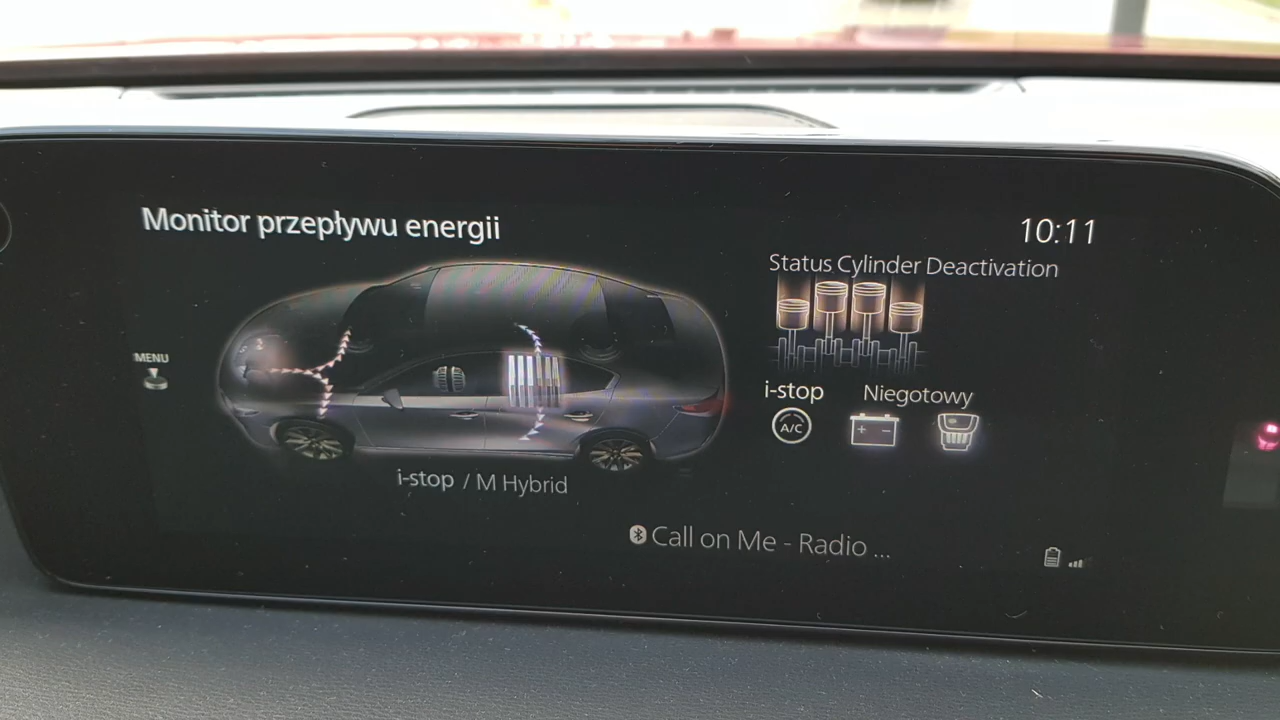 Monitor przepływu energii
10:11
Status Cylinder Deactivation
MENU
i-stop
Niegotowy
A/C
i-stop / M Hybrid
Call on Me - Radio ...